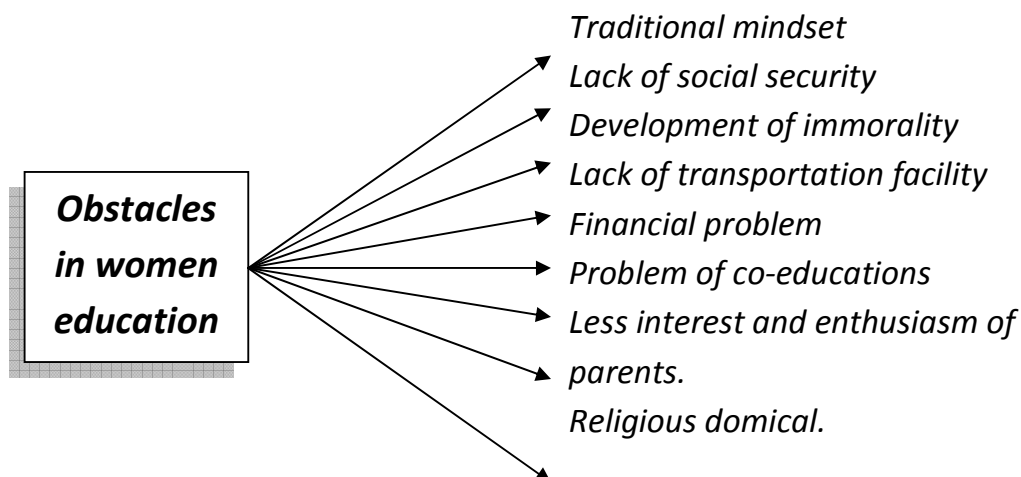 Obstacles
in women
education
Traditional mindset
Lack of social security
Development of immorality
Lack of transportation facility
Financial problem
Problem of co-educations
Less interest and enthusiasm of
parents.
Religious domical.